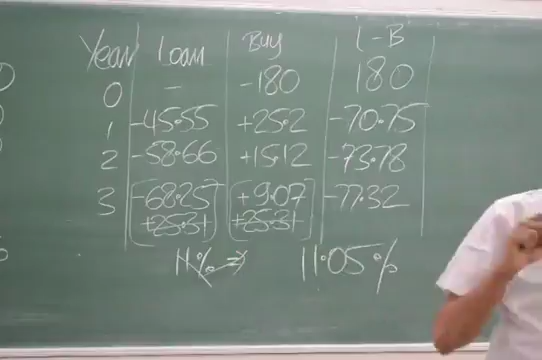 Year Loan Buy L-B
0 - -180 180
1 -45.55 +25.2 -70.75
2 -58.66 +15.12 -73.78
3 -68.25 +9.07 -77.32
+25.31 +25.31
11% → 11.05%